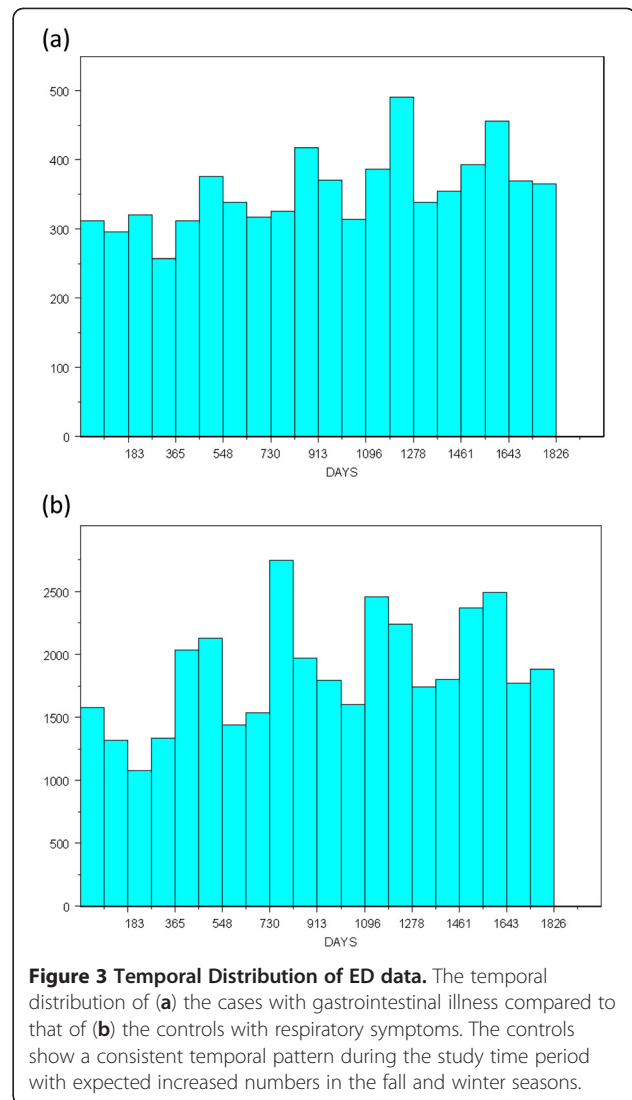 (a)
500
400
300
200
100
0
183 365 548 730 913 1096 1278 1461 1643 1826
DAYS
(b)
2500
2000
1500
1000
500
0
183 365 548 730 913 1096 1278 1461 1643 1826
DAYS
Figure 3 Temporal Distribution of ED data. The temporal
distribution of (a) the cases with gastrointestinal illness compared to
that of (b) the controls with respiratory symptoms. The controls
show a consistent temporal pattern during the study time period
with expected increased numbers in the fall and winter seasons.